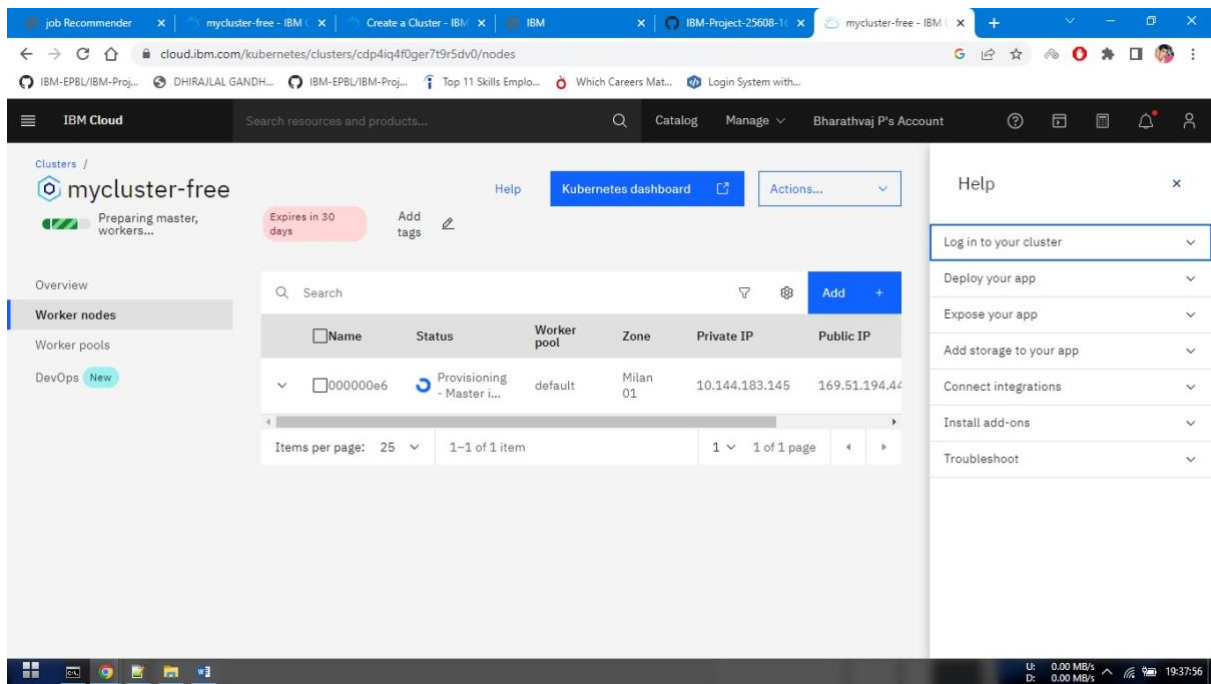 job Recommender
mycluster-free - IBM C
Create a Cluster - IBM
IBM
IBM-Project-25608-16
mycluster-free - IBM C
cloud.ibm.com/kubernetes/clusters/cdp4iq4f0ger7t9r5dv0/nodes
IBM-EPBL/IBM-Proj...
DHIRAJLAL GANDH...
IBM-EPBL/IBM-Proj...
Top 11 Skills Emplo...
Which Careers Mat...
Login System with...
IBM Cloud
Search resources and products...
Catalog
Manage
Bharathvaj P's Account
Clusters /
mycluster-free
Preparing master,
workers...
Expires in 30
days
Add
tags
Help
Kubernetes dashboard
Actions...
Overview
Worker nodes
Worker pools
DevOps New
Search
Add +
Name Status Worker pool Zone Private IP Public IP
000000e6 Provisioning - Master i... default Milan 01 10.144.183.145 169.51.194.44
Items per page: 25 1–1 of 1 item 1 1 of 1 page
Help
Log in to your cluster
Deploy your app
Expose your app
Add storage to your app
Connect integrations
Install add-ons
Troubleshoot
U: 0.00 MB/s
D: 0.00 MB/s
19:37:56